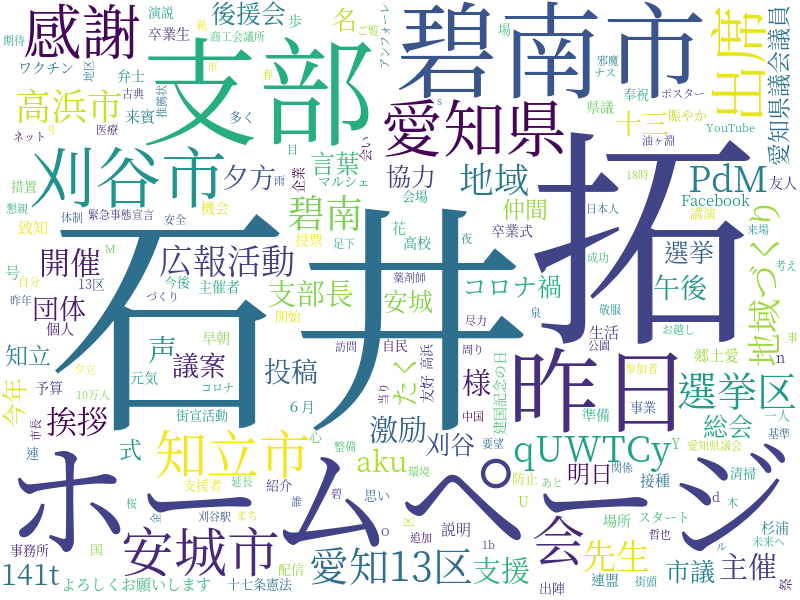 感謝
演説
卒業生
後援会
靴
歩
商工会議所
名
ご覧
アンフォーレ
碧南市
期待
ワクチン
地区
弁士
古典
推薦状
支部
市
春
場
邪魔
ナス
奉祝
ポスター
出席
愛知県議会議員
高浜市
来賓
多く
愛知県
s
県議
十三
賑やか
油ヶ淵
YouTube
ネット
q
医療
刈谷市
夕方
目
雨
企業
言葉
マルシェ
会い
協力
地域
PdM
18時
友人
Facebook
措置
懇親
体制
緊急事態宣言
安全
機会
致知
碧南
会場
花
仲間
卒業式
日本人
講演
来場
地域づくり
号
自分
M
広報活動
投票
足下
高校
夜
選挙
考え
開催
13区
今後
主催者
支部長
安城
コロナ禍
薬剤師
成功
午後
昨年
づくり
石井
拓
団体
個人
早朝
開始
尽力
泉
敬服
お越し
事
n
今年
知立
元気
声
議案
投稿
訪問
自民
周り
生活
公園
郷土愛
予算
夕立
10万人
コロナ
当り
友好
高浜
たく
様
中国
昨日
建国記念の日
準備
参加者
事業
選挙区
一人
基準
市長
連
挨拶
式
街宣活動
6月
心
激励
刈谷
要望
総会
ホームページ
知立市
整備
aku
環境
qUWTCy
Y
愛知県議会
支援者
延長
紹介
碧
思い
防止
あと
明日
関係
接種
清掃
桜
金
刈谷駅
まち
誰
O
区
追加
U
d
木
杉浦
事務所
国
安城市
配信
説明
1b
会
場所
スタート
哲也
未来へ
ル
141t
よろしくお願いします
十七条憲法
愛知13区
支援
出陣
先生
連盟
街頭
市議
主催
祭